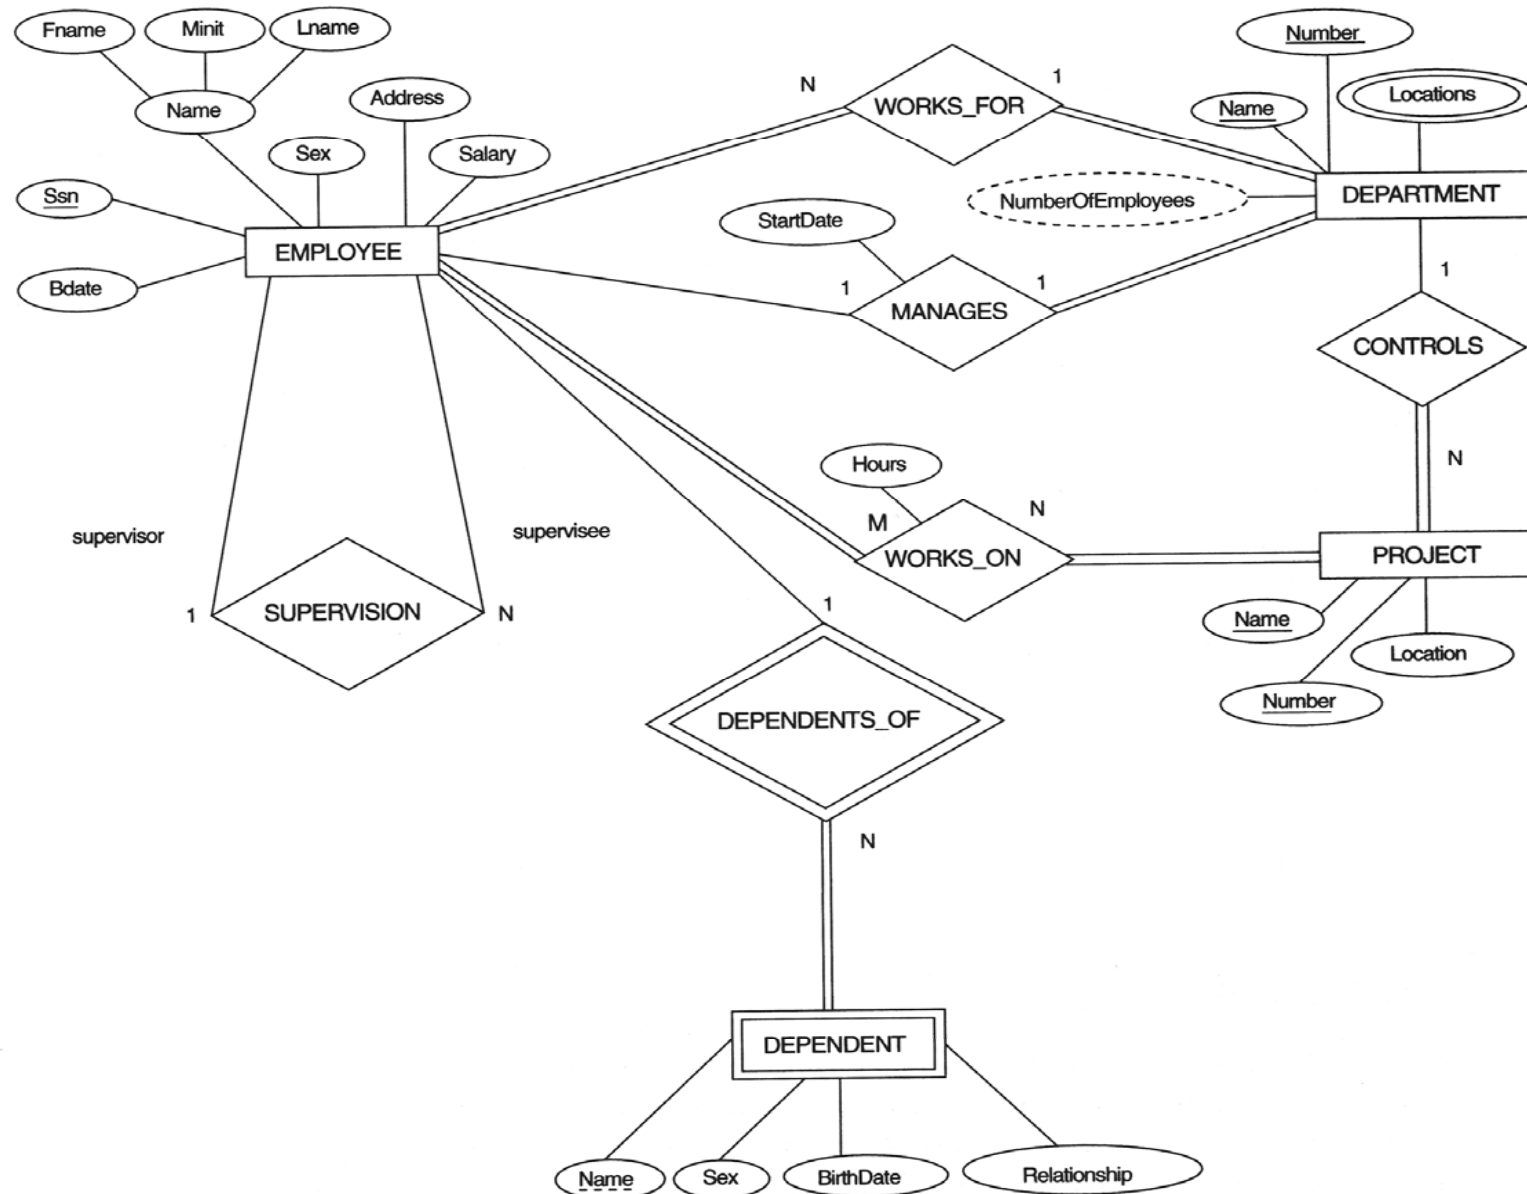 Fname
Minit
Lname
Number
Name
Address
N
WORKS_FOR
1
Name
Locations
Sex
Salary
Ssn
StartDate
NumberOfEmployees
DEPARTMENT
EMPLOYEE
Bdate
1
MANAGES
1
1
CONTROLS
Hours
N
M
N
supervisor
supervisee
WORKS_ON
PROJECT
1
SUPERVISION
N
1
Name
Location
Number
DEPENDENTS_OF
N
DEPENDENT
Name
Sex
BirthDate
Relationship